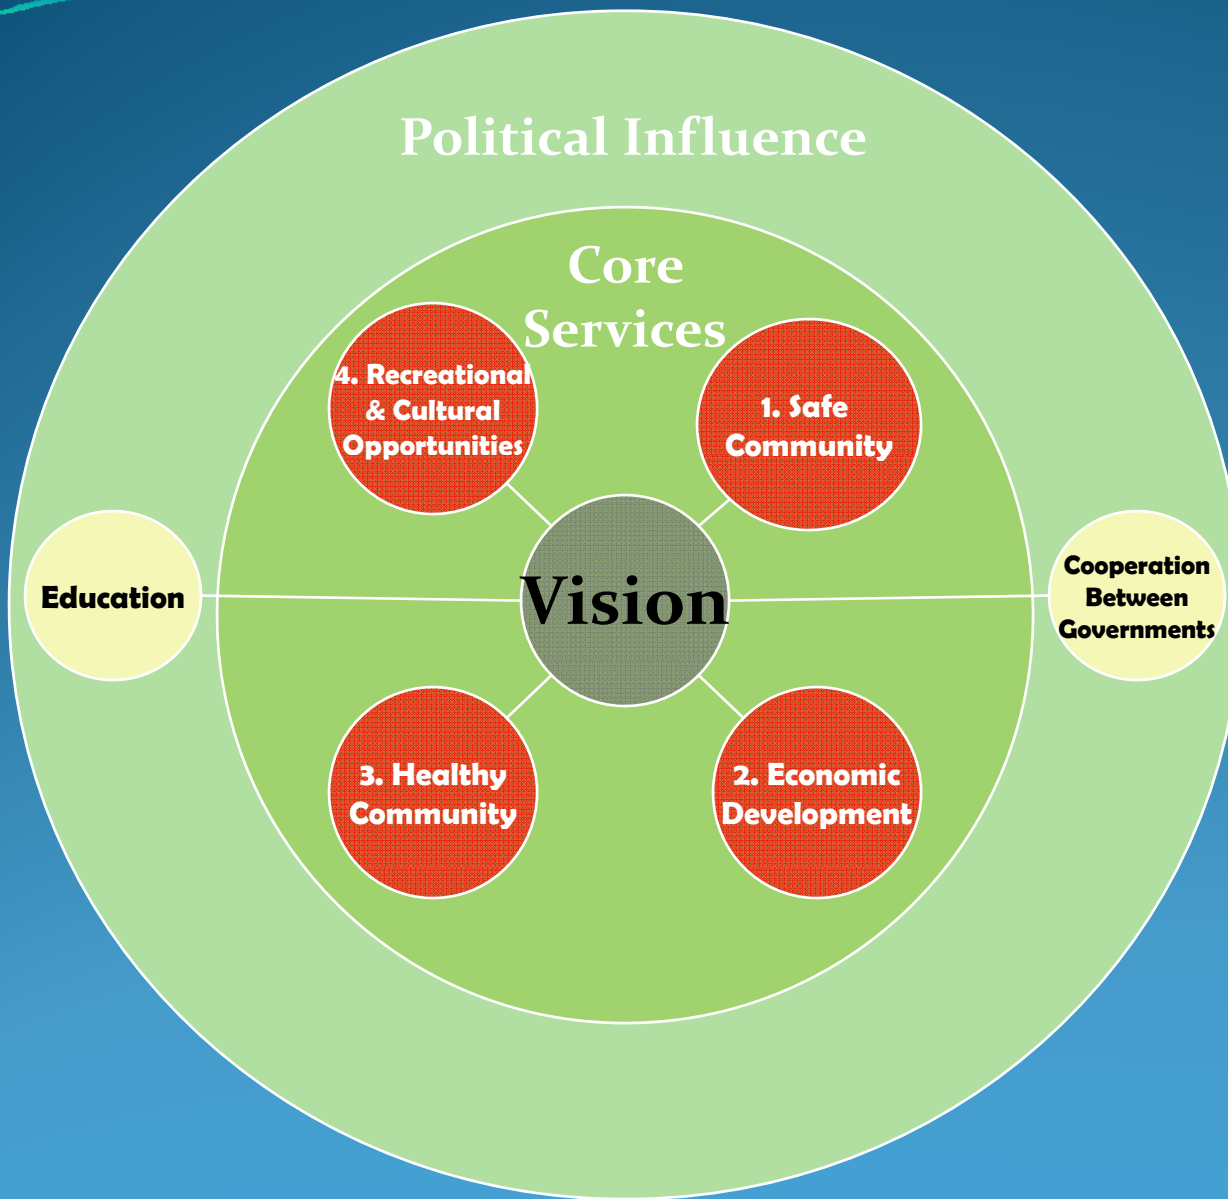 Political Influence
Core
Services
4. Recreational
& Cultural
Opportunities
1. Safe
Community
Education
Vision
Cooperation
Between
Governments
3. Healthy
Community
2. Economic
Development